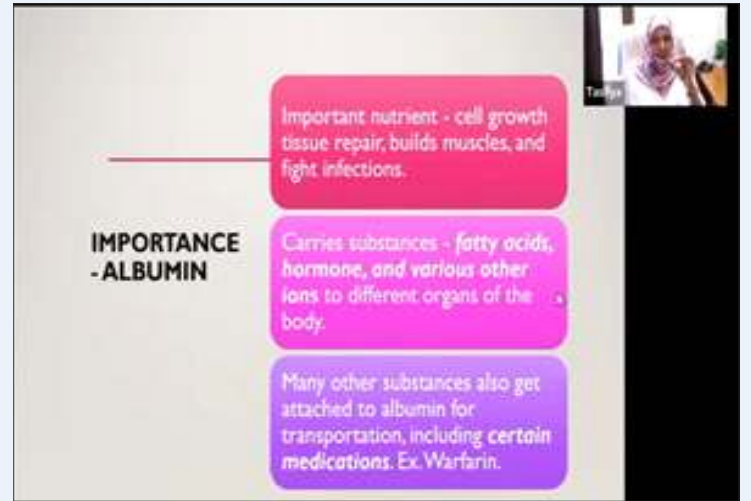 Important nutrient - cell growth
tissue repair, builds muscles, and
fight infections.
IMPORTANCE
- ALBUMIN
Carries substances - fatty acids,
hormone, and various other
ions to different organs of the
body.
Many other substances also get
attached to albumin for
transportation, including certain
medications. Ex. Warfarin.